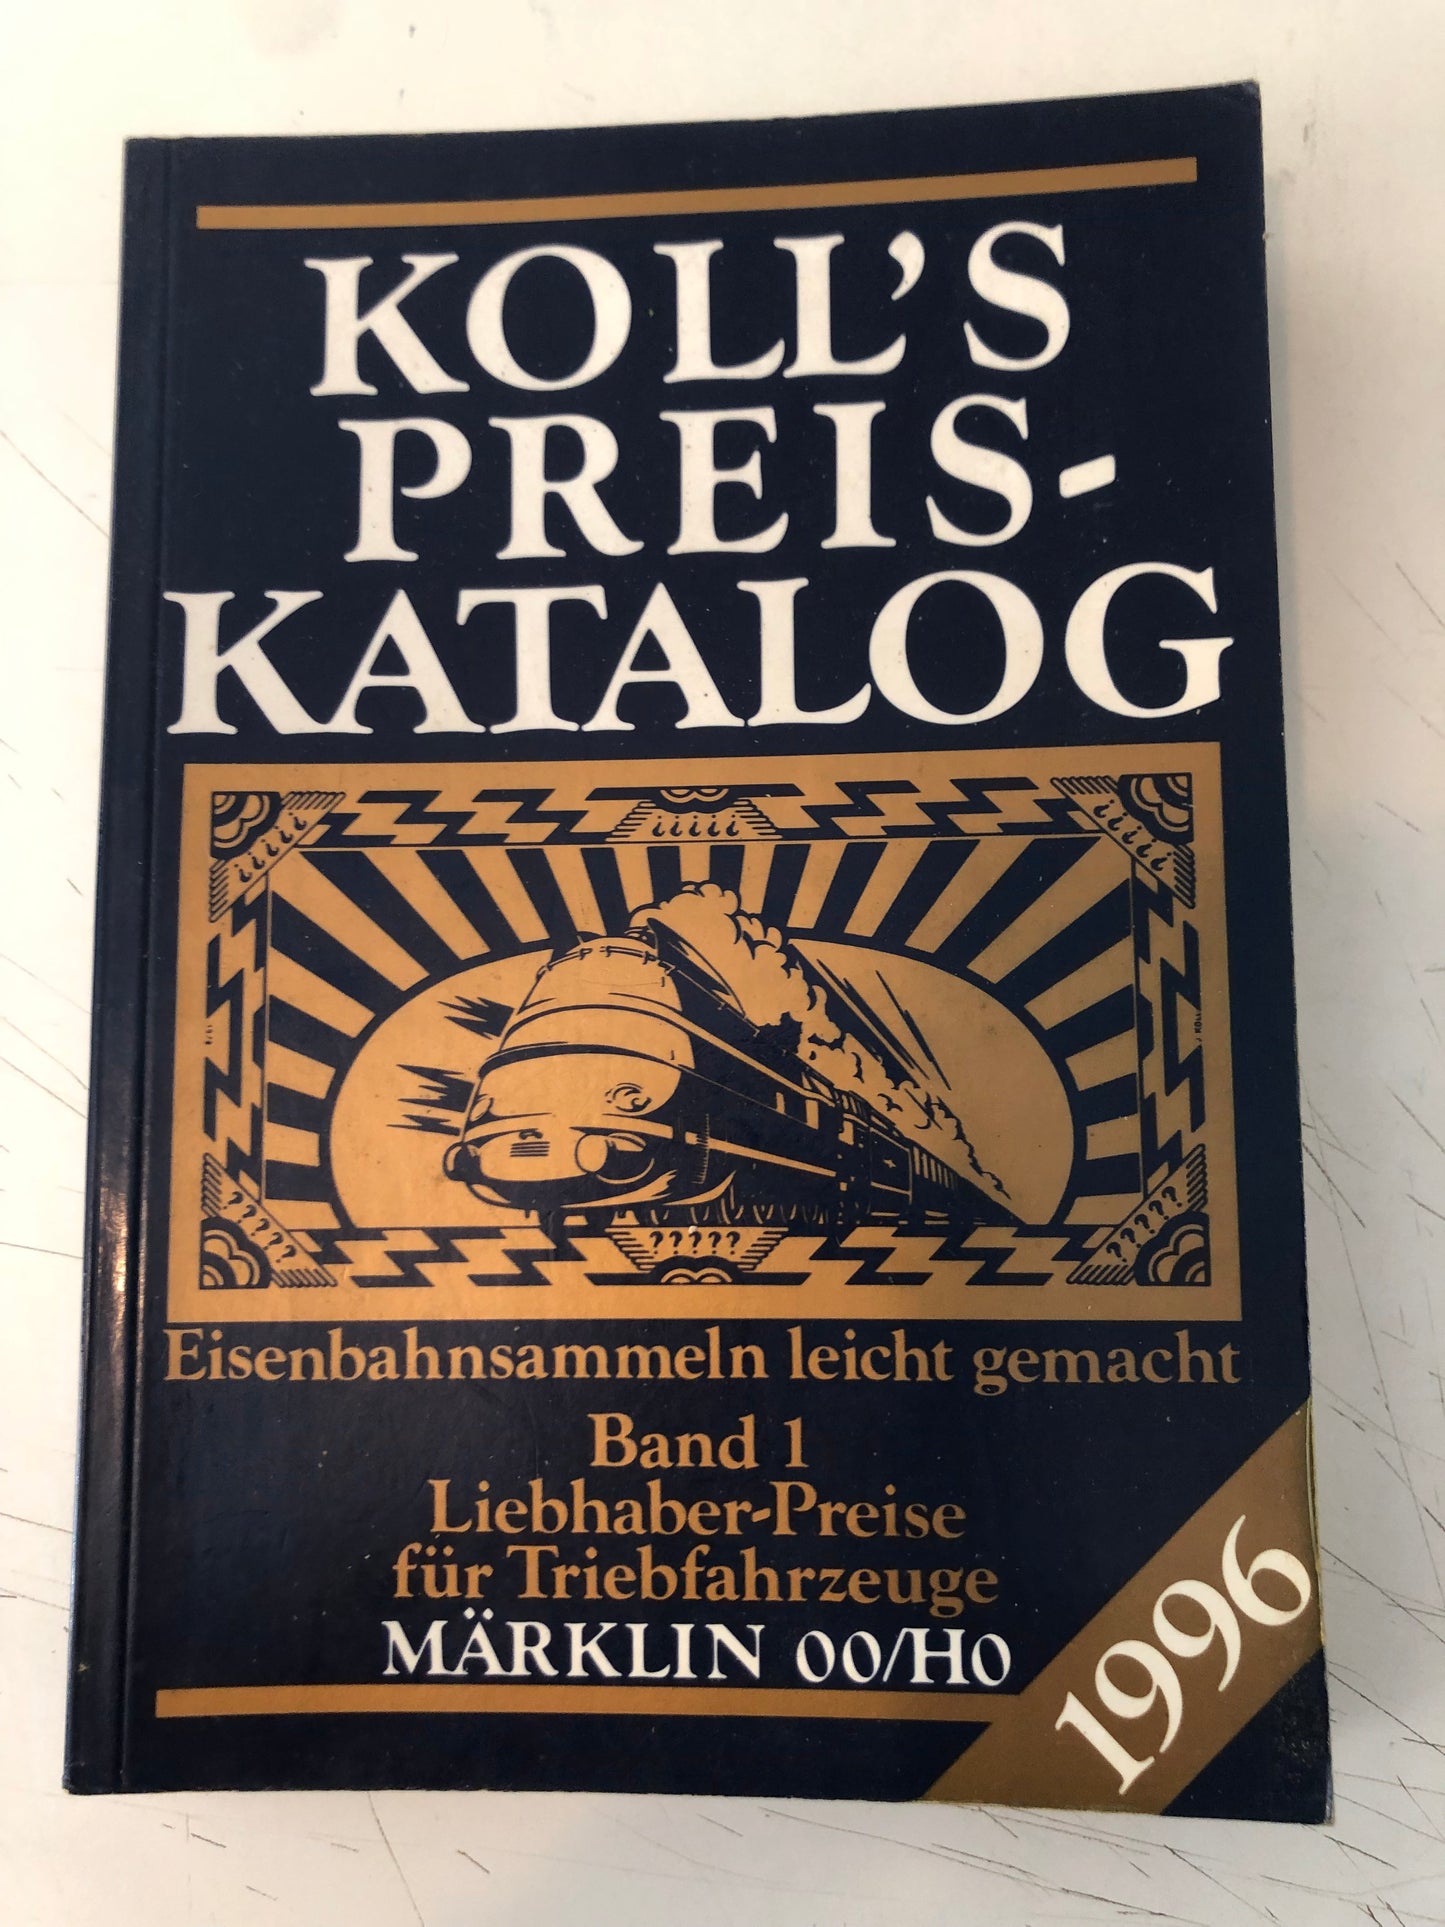 KOLL'S
PREIS-
KATALOG
¿¿¿¿¿
¿¿¿¿¿
¿¿¿¿¿
?????
?????
?????
Eisenbahnsammeln leicht gemacht
Band 1
Liebhaber-Preise
für Triebfahrzeuge
MÄRKLIN 00/H0
1996